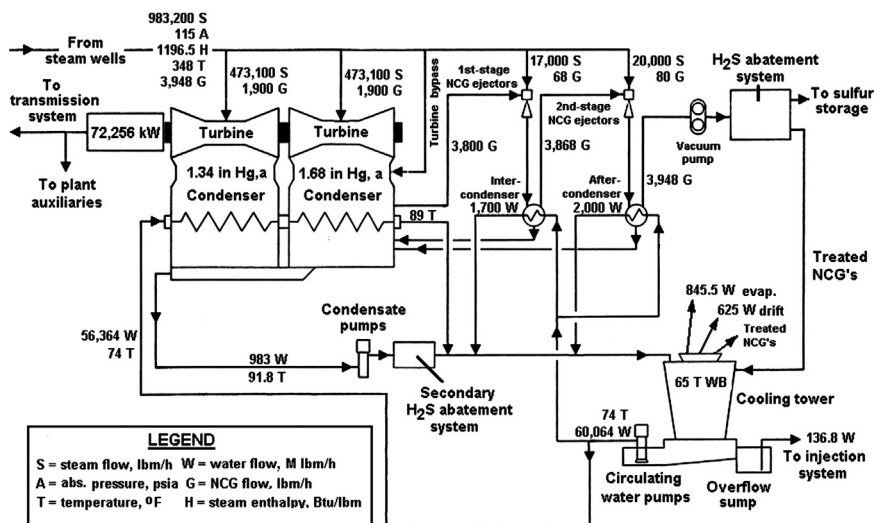 983,200 S
115 A
1196.5 H
348 T
3,948 G
From
steam wells
To
transmission
system
72,256 kW
To plant
auxiliaries
473,100 S
1,900 G
473,100 S
1,900 G
Turbine
Turbine
Turbine bypass
1.34 in Hg,a
Condenser
1.68 in Hg, a
Condenser
1st-stage
NCG ejectors
17,000 S
68 G
20,000 S
80 G
2nd-stage
NCG ejectors
3,800 G
3,868 G
Inter-
condenser
1,700 W
After-
condenser
2,000 W
3,948 G
Vacuum
pump
H2S abatement
system
To sulfur
storage
Treated
NCG's
89 T
56,364 W
74 T
983 W
91.8 T
Condensate
pumps
Secondary
H2S abatement
system
845.5 W evap.
625 W drift
Treated
NCG's
65 T WB
Cooling tower
74 T
60,064 W
Circulating
water pumps
Overflow
sump
136.8 W
To injection
system
LEGEND
S = steam flow, lbm/h W = water flow, M lbm/h
A = abs. pressure, psia G = NCG flow, lbm/h
T = temperature, °F H = steam enthalpy, Btu/lbm